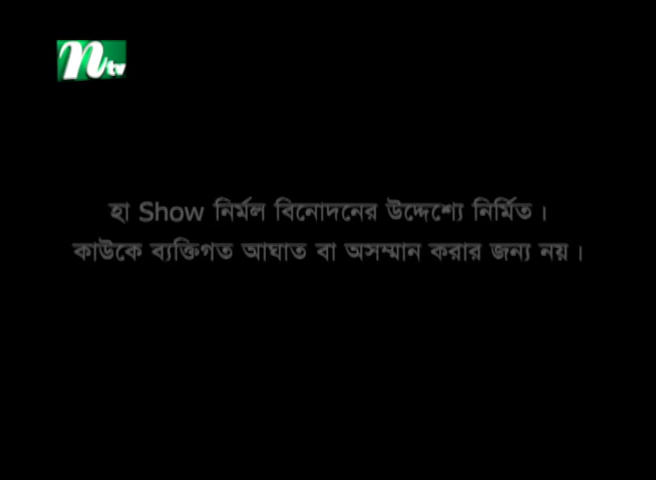 ntv
হা Show নির্মল বিনোদনের উদ্দেশ্যে নির্মিত।
কাউকে ব্যক্তিগত আঘাত বা অসম্মান করার জন্য নয়।